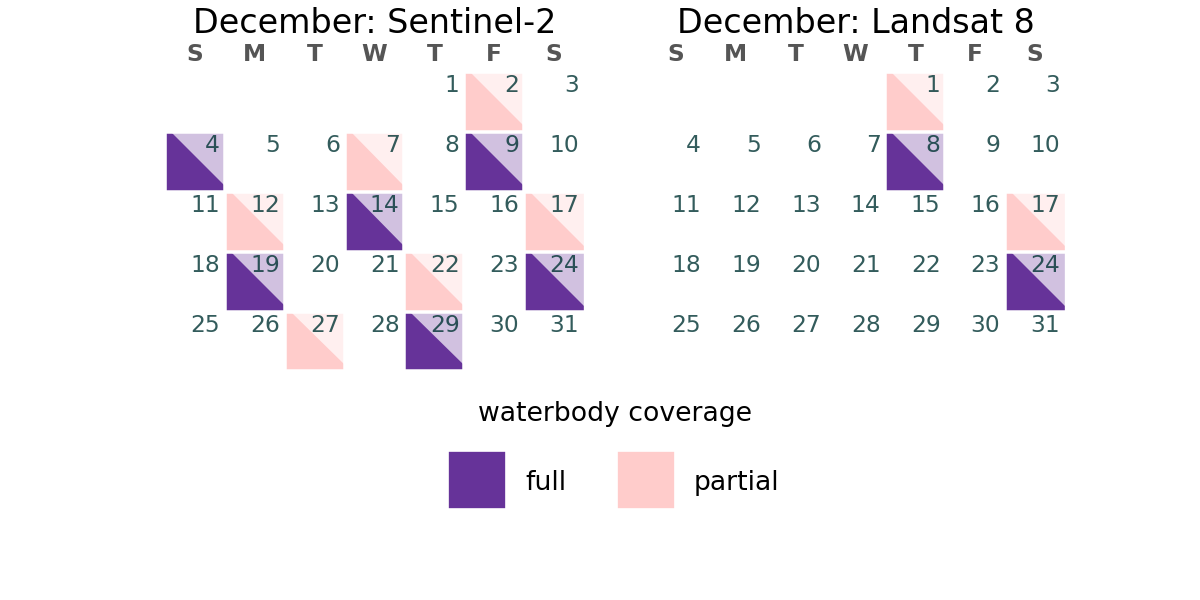 December: Sentinel-2
S M T W T F S
1 2 3
4 5 6 7 8 9 10
11 12 13 14 15 16 17
18 19 20 21 22 23 24
25 26 27 28 29 30 31
December: Landsat 8
S M T W T F S
1 2 3
4 5 6 7 8 9 10
11 12 13 14 15 16 17
18 19 20 21 22 23 24
25 26 27 28 29 30 31
waterbody coverage
full
partial